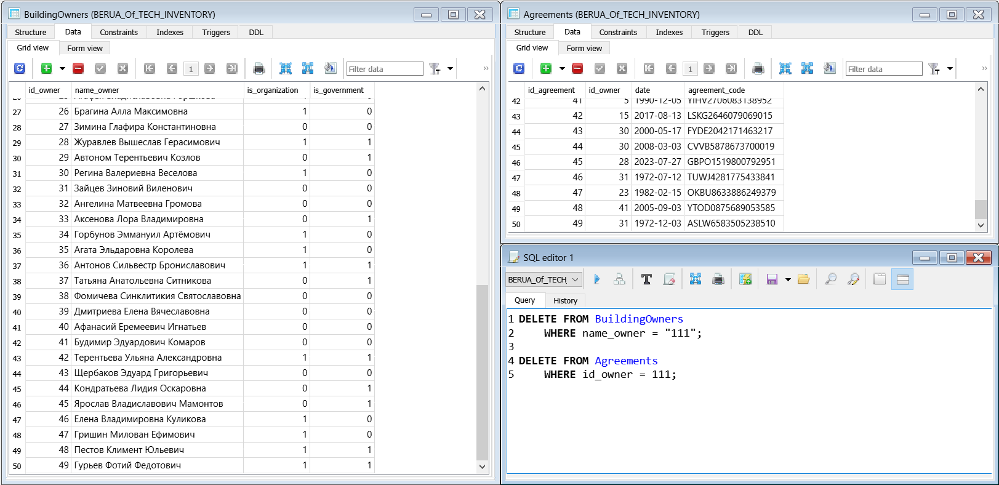 BuildingOwners (BERUA_Of_TECH_INVENTORY)
Structure Data Constraints Indexes Triggers DDL
Grid view Form view
1 Filter data »
id_owner name_owner is_organization is_government
27 26 Брагина Алла Максимовна 1 0
28 27 Зимина Глафира Константиновна 0 0
29 28 Журавлев Вышеслав Герасимович 1 1
30 29 Автоном Терентьевич Козлов 0 1
31 30 Регина Валериевна Веселова 1 0
32 31 Зайцев Зиновий Виленович 0 0
33 32 Ангелина Матвеевна Громова 0 0
34 33 Аксенова Лора Владимировна 0 1
35 34 Горбунов Эммануил Артёмович 1 0
36 35 Агата Эльдаровна Королева 1 0
37 36 Антонов Сильвестр Брониславович 1 1
38 37 Татьяна Анатольевна Ситникова 0 1
39 38 Фомичева Синклитикия Святославовна 0 0
40 39 Дмитриева Елена Вячеславовна 0 0
41 40 Афанасий Еремеевич Игнатьев 0 0
42 41 Будимир Эдуардович Комаров 0 0
43 42 Терентьева Ульяна Александровна 1 1
44 43 Щербаков Эдуард Григорьевич 0 0
45 44 Кондратьева Лидия Оскаровна 0 1
46 45 Ярослав Владиславович Мамонтов 0 1
47 46 Елена Владимировна Куликова 1 0
48 47 Гришин Милован Ефимович 1 0
49 48 Пестов Климент Юльевич 1 1
50 49 Гурьев Фотий Федотович 1 1
Agreements (BERUA_Of_TECH_INVENTORY)
Structure Data Constraints Indexes Triggers DDL
Grid view Form view
1 Filter data »
id_agreement id_owner date agreement_code
42 41 5 1990-12-05 YIHV2706083138952
43 42 15 2017-08-13 LSKG2646079069015
44 43 30 2000-05-17 FYDE2042171463217
45 44 30 2008-03-03 CVVB5878673700019
46 45 28 2023-07-27 GBPO1519800792951
47 46 31 1972-07-12 TUWJ4281775433841
48 47 23 1982-02-15 OKBU8633886249379
49 48 41 2005-09-03 YTOD0875689053585
50 49 31 1972-12-03 ASLW6583505238510
SQL editor 1
BERUA_Of_TECH_
Query History
1 DELETE FROM BuildingOwners
2 WHERE name_owner = "111";
3
4 DELETE FROM Agreements
5 WHERE id_owner = 111;